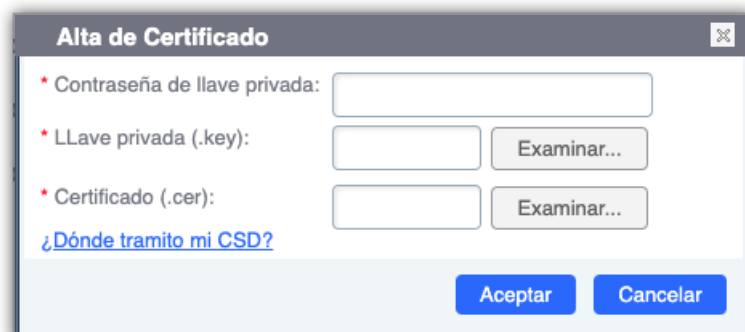 Alta de Certificado
* Contraseña de llave privada:
* LLave privada (.key):
Examinar...
* Certificado (.cer):
Examinar...
¿Dónde tramito mi CSD?
Aceptar
Cancelar